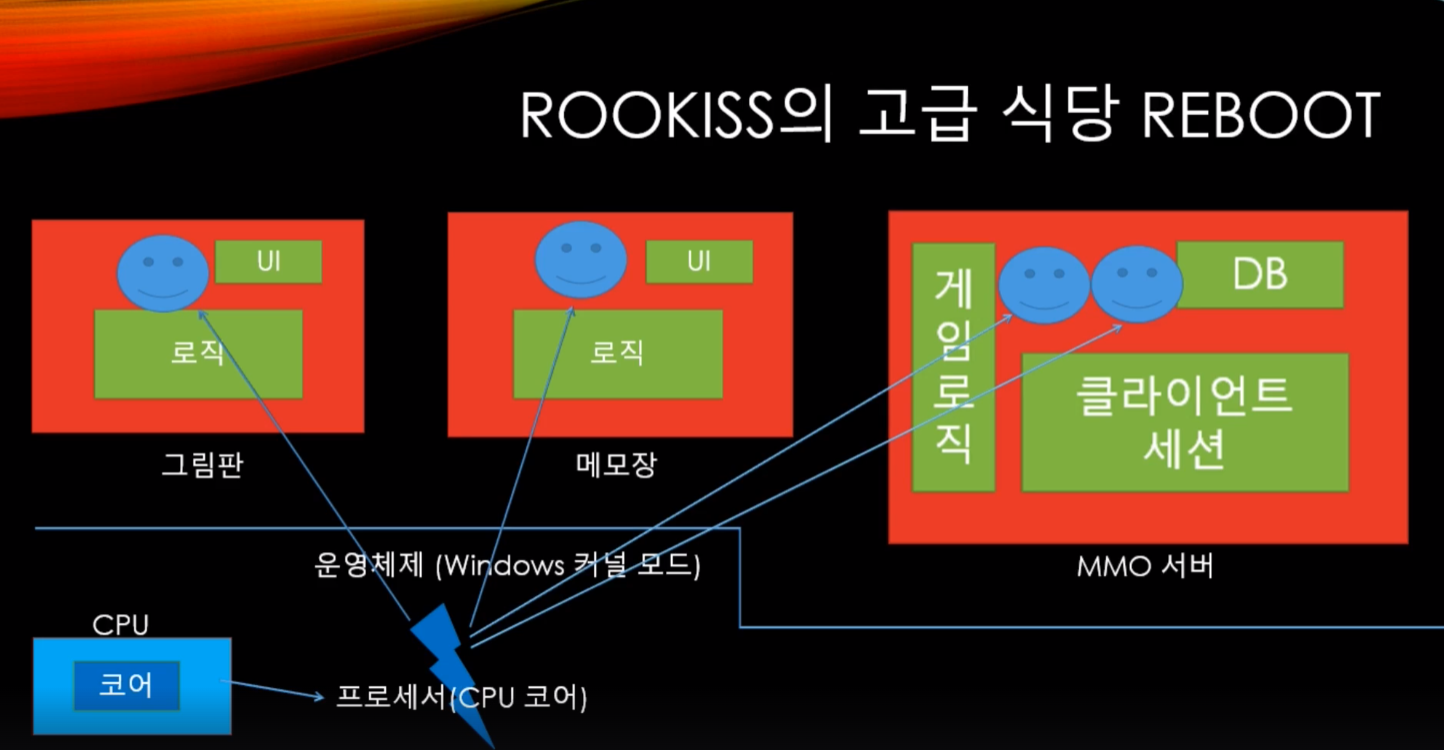 ROOKISS의 고급 식당 REBOOT
UI
로직
그림판
UI
로직
메모장
게
임
로
직
DB
클라이언트
세션
MMO 서버
운영체제 (Windows 커널 모드)
CPU
코어
프로세서(CPU 코어)